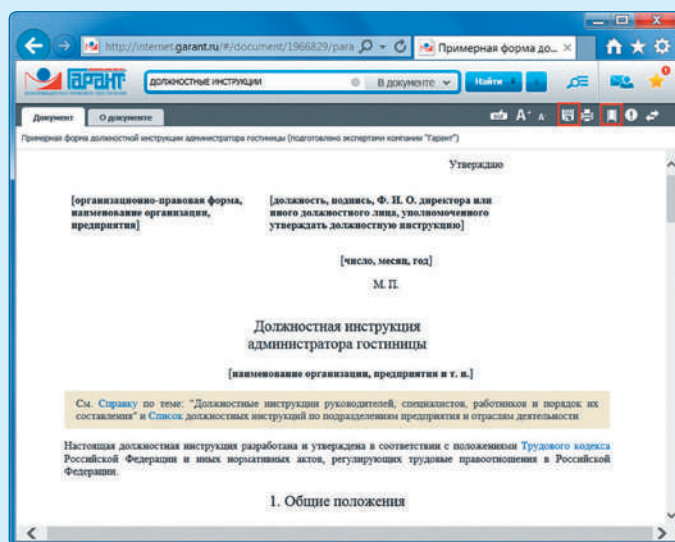 http://internet.garant.ru/#/document/1966829/para
Примерная форма до...
ГАРАНТ
ДОЛЖНОСТНЫЕ ИНСТРУКЦИИ
В документе
Найти
Документ
О документе
A+ A
Примерная форма должностной инструкции администратора гостиницы (подготовлено экспертами компании "Гарант")
Утверждаю
[организационно-правовая форма, [должность, подпись, Ф. И. О. директора или
наименование организации, иного должностного лица, уполномоченного
предприятия] утверждать должностную инструкцию]
[число, месяц, год]
М. П.
Должностная инструкция
администратора гостиницы
[наименование организации, предприятия и т. п.]
См. Справку по теме: "Должностные инструкции руководителей, специалистов, работников и порядок их
составления" и Список должностных инструкций по подразделениям предприятия и отраслям деятельности
Настоящая должностная инструкция разработана и утверждена в соответствии с положениями Трудового кодекса
Российской Федерации и иных нормативных актов, регулирующих трудовые правоотношения в Российской
Федерации.
1. Общие положения